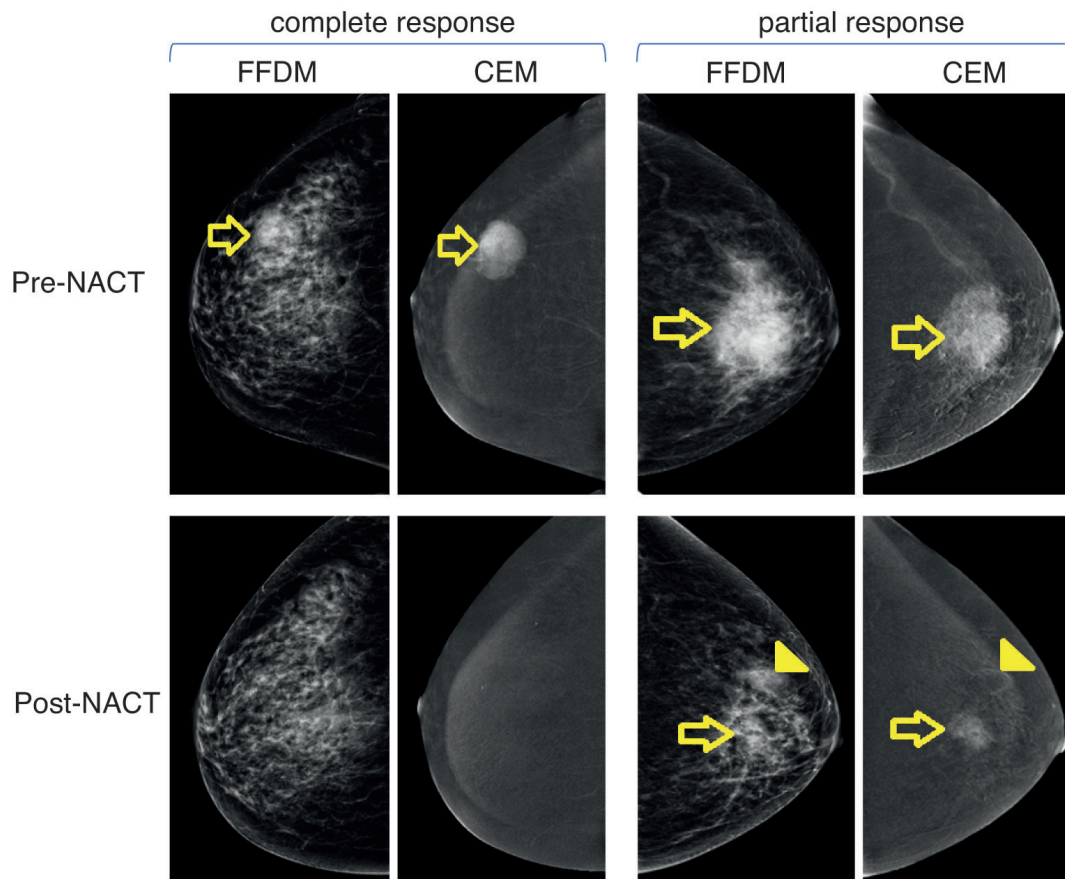 complete response
partial response
FFDM
CEM
FFDM
CEM
Pre-NACT
Post-NACT